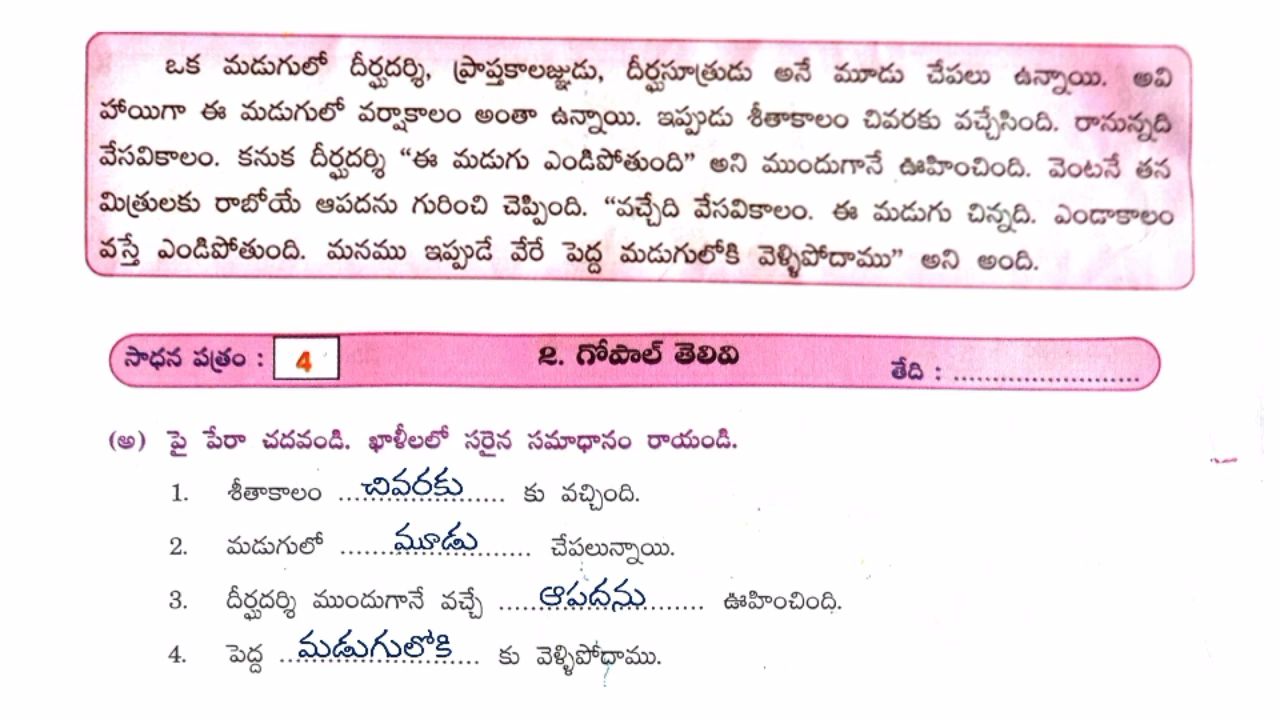 ఒక మడుగులో దీర్ఘదర్శి, ప్రాప్తకాలజ్ఞుడు, దీర్ఘసూత్రుడు అనే మూడు చేపలు ఉన్నాయి. అవి
హాయిగా ఈ మడుగులో వర్షాకాలం అంతా ఉన్నాయి. ఇప్పుడు శీతాకాలం చివరకు వచ్చేసింది. రానున్నది
వేసవికాలం. కనుక దీర్ఘదర్శి “ఈ మడుగు ఎండిపోతుంది” అని ముందుగానే ఊహించింది. వెంటనే తన
మిత్రులకు రాబోయే ఆపదను గురించి చెప్పింది. “వచ్చేది వేసవికాలం. ఈ మడుగు చిన్నది. ఎండాకాలం
వస్తే ఎండిపోతుంది. మనము ఇప్పుడే వేరే పెద్ద మడుగులోకి వెళ్ళిపోదాము” అని అంది.
సాధన పత్రం : 4 2. గోపాల్ తెలివి తేది : ........................
(అ) పై పేరా చదవండి. ఖాళీలలో సరైన సమాధానం రాయండి.
1. శీతాకాలం ...చివరకు...... కు వచ్చింది.
2. మడుగులో .......మూడు....... చేపలున్నాయి.
3. దీర్ఘదర్శి ముందుగానే వచ్చే ......ఆపదను....... ఊహించింది.
4. పెద్ద ...మడుగులోకి.... కు వెళ్ళిపోదాము.